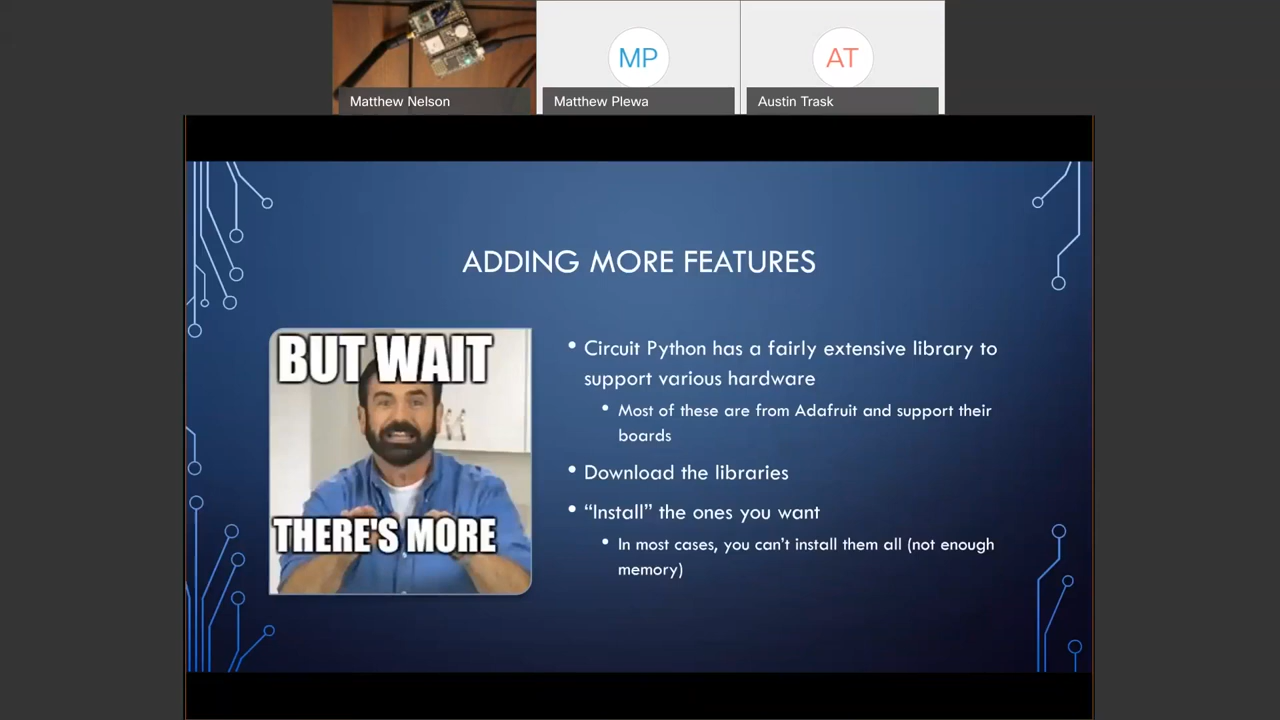 MP
AT
Matthew Nelson
Matthew Plewa
Austin Trask
ADDING MORE FEATURES
BUT WAIT
THERE'S MORE
• Circuit Python has a fairly extensive library to
support various hardware
• Most of these are from Adafruit and support their
boards
• Download the libraries
• “Install” the ones you want
• In most cases, you can’t install them all (not enough
memory)